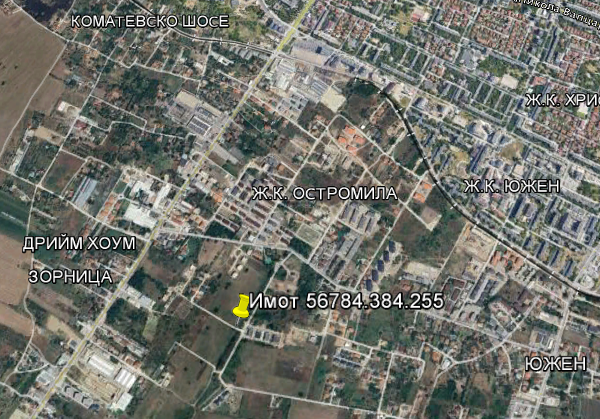 КОМАТЕВСКО ШОСЕ
Ж.К. ОСТРОМИЛА
Ж.К. ЮЖЕН
ДРИЙМ ХОУМ
ЗОРНИЦА
Имот 56784.384.255
ЮЖЕН
Ж.К. ХРИС